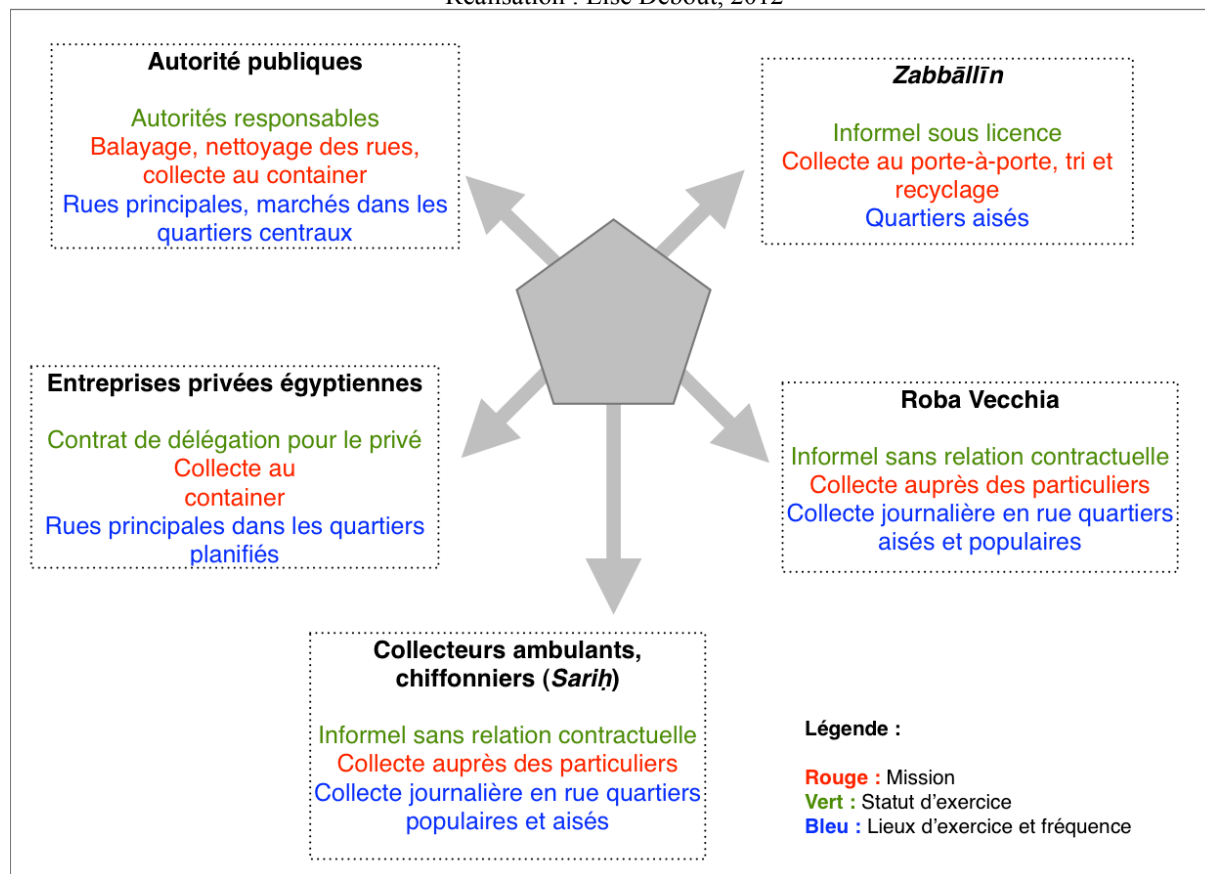 Réalisation : Lise Debout, 2012
Autorité publiques
Autorités responsables
Balayage, nettoyage des rues,
collecte au container
Rues principales, marchés dans les
quartiers centraux
Zabbālīn
Informel sous licence
Collecte au porte-à-porte, tri et
recyclage
Quartiers aisés
Entreprises privées égyptiennes
Contrat de délégation pour le privé
Collecte au
container
Rues principales dans les quartiers
planifiés
Roba Vecchia
Informel sans relation contractuelle
Collecte auprès des particuliers
Collecte journalière en rue quartiers
aisés et populaires
Collecteurs ambulants,
chiffonniers (Sariḥ)
Informel sans relation contractuelle
Collecte auprès des particuliers
Collecte journalière en rue quartiers
populaires et aisés
Légende :
Rouge : Mission
Vert : Statut d'exercice
Bleu : Lieux d'exercice et fréquence